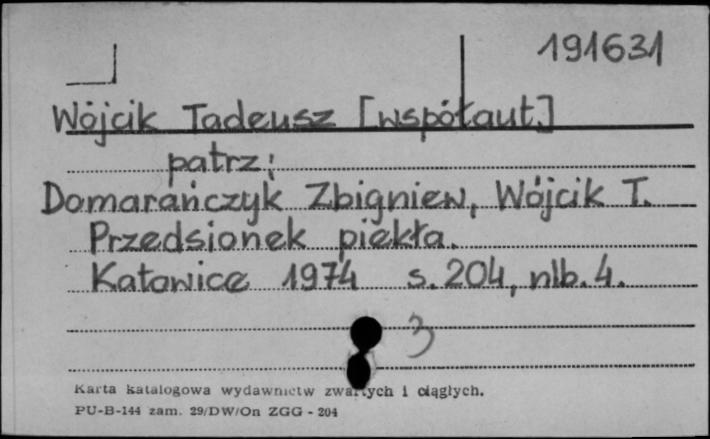 191631
Wójcik Tadeusz [współaut.]
patrz:
Domarańczyk Zbigniew, Wójcik T.
Przedsionek piekła.
Katowice 1974 s. 204, nlb. 4.
3
Karta katalogowa wydawnictw zwartych i ciągłych.
PU-B-144 zam. 29/DW/On ZGG - 204